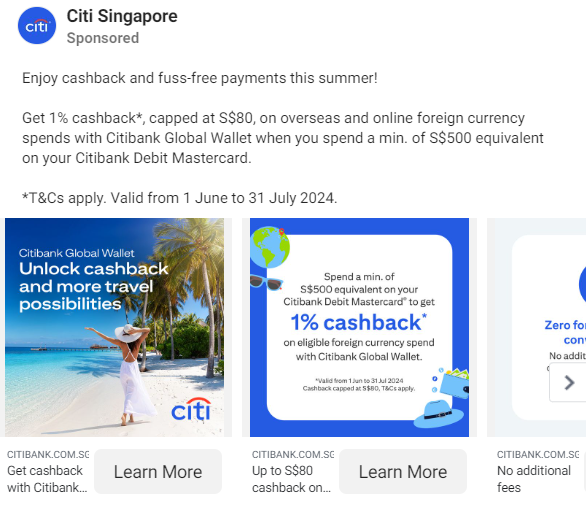 Citi Singapore
Sponsored
Enjoy cashback and fuss-free payments this summer!
Get 1% cashback*, capped at S$80, on overseas and online foreign currency
spends with Citibank Global Wallet when you spend a min. of S$500 equivalent
on your Citibank Debit Mastercard.
*T&Cs apply. Valid from 1 June to 31 July 2024.
Citibank Global Wallet
Unlock cashback
and more travel
possibilities
citi
Spend a min. of
S$500 equivalent on your
Citibank Debit Mastercard® to get
1% cashback*
on eligible foreign currency spend
with Citibank Global Wallet.
*Valid from 1 Jun to 31 Jul 2024
Cashback capped at S$80, T&Cs apply.
Zero
No
CITIBANK.COM.SG
Get cashback
with Citibank...
Learn More
CITIBANK.COM.SG
Up to S$80
cashback on...
Learn More
CITIBANK.COM.SG
No additional
fees